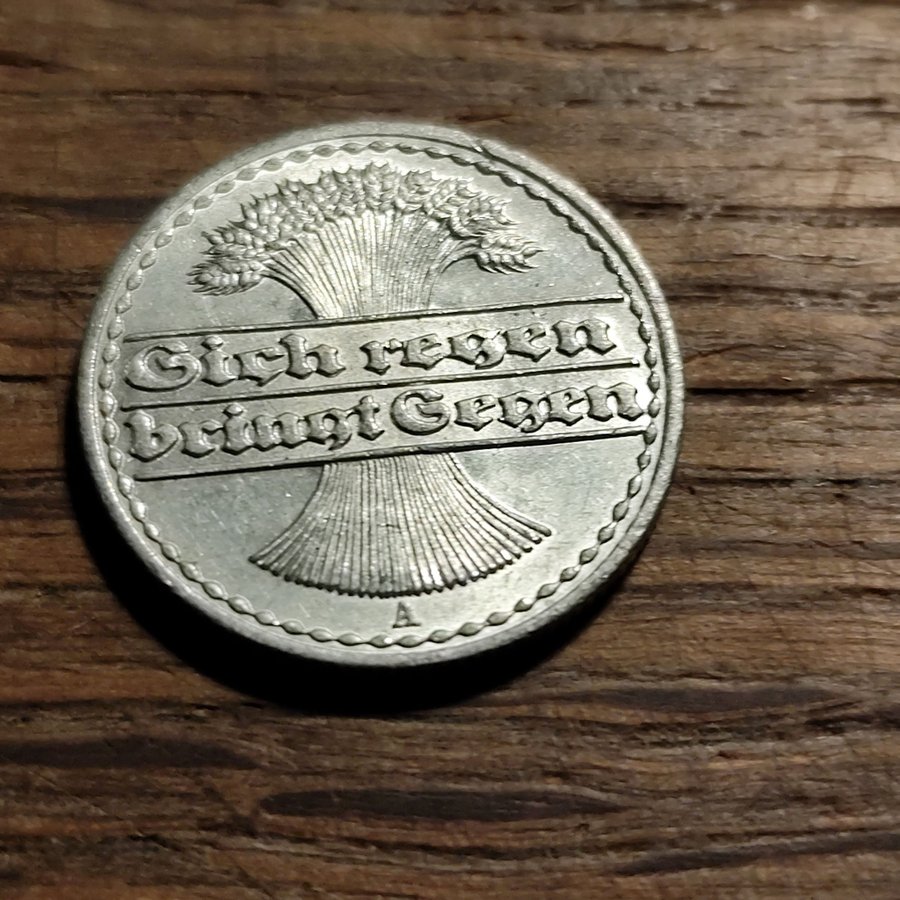 Sich regen
bringt Segen
A